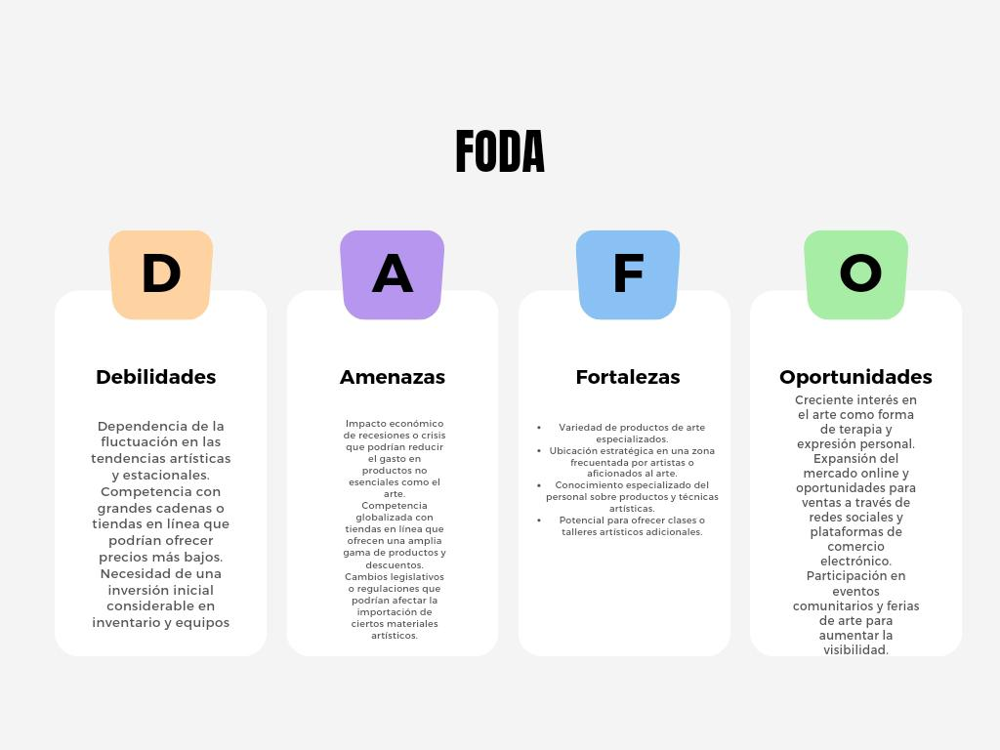 FODA
D
Debilidades
Dependencia de la
fluctuación en las
tendencias artísticas
y estacionales.
Competencia con
grandes cadenas o
tiendas en línea que
podrían ofrecer
precios más bajos.
Necesidad de una
inversión inicial
considerable en
inventario y equipos
A
Amenazas
Impacto económico
de recesiones o crisis
que podrían reducir
el gasto en
productos no
esenciales como el
arte.
Competencia
globalizada con
tiendas en línea que
ofrecen una amplia
gama de productos y
descuentos.
Cambios legislativos
o regulaciones que
podrían afectar la
importación de
ciertos materiales
artísticos.
F
Fortalezas
• Variedad de productos de arte
especializados.
• Ubicación estratégica en una zona
frecuentada por artistas o
aficionados al arte.
• Conocimiento especializado del
personal sobre productos y técnicas
artísticas.
• Potencial para ofrecer clases o
talleres artísticos adicionales.
O
Oportunidades
Creciente interés en
el arte como forma
de terapia y
expresión personal.
Expansión del
mercado online y
oportunidades para
ventas a través de
redes sociales y
plataformas de
comercio
electrónico.
Participación en
eventos
comunitarios y ferias
de arte para
aumentar la
visibilidad.